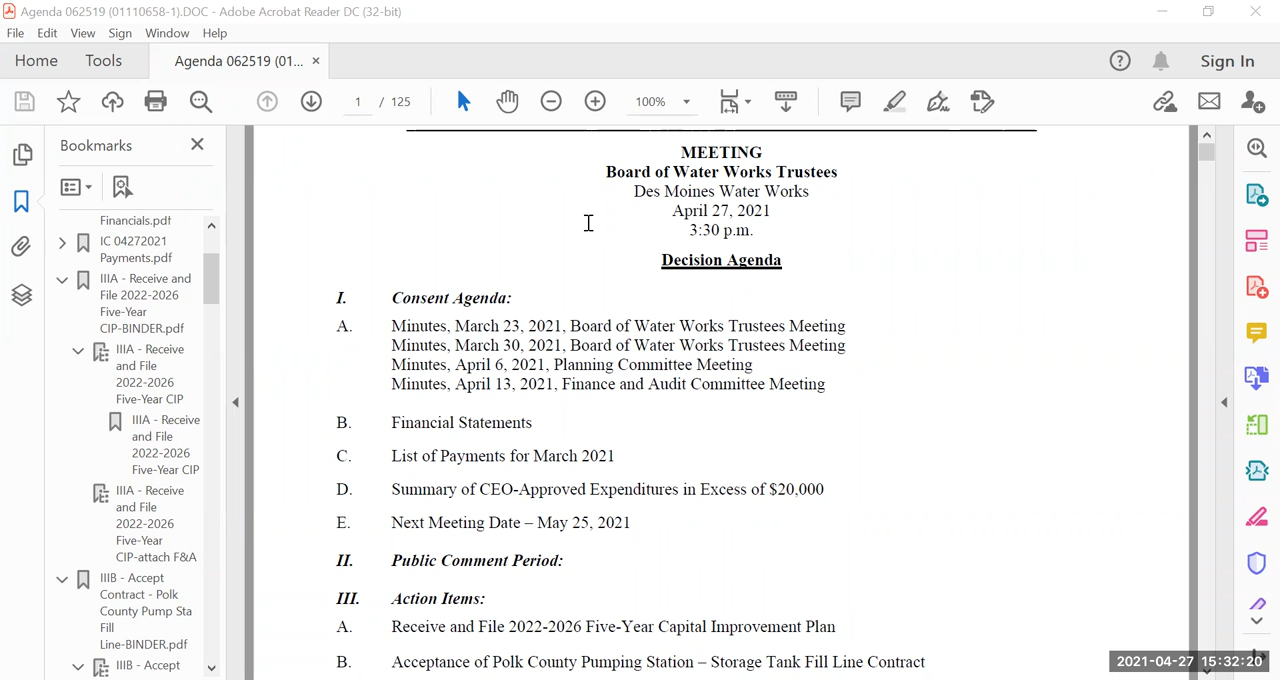 Agenda 062519 (01110658-1).DOC - Adobe Acrobat Reader DC (32-bit)
File Edit View Sign Window Help
Home Tools Agenda 062519 (01... × Sign In
1 / 125 100%
Bookmarks
Financials.pdf
IC 04272021
Payments.pdf
IIIA - Receive and
File 2022-2026
Five-Year
CIP-BINDER.pdf
IIIA - Receive
and File
2022-2026
Five-Year CIP
IIIA - Receive
and File
2022-2026
Five-Year CIP
IIIA - Receive
and File
2022-2026
Five-Year
CIP-attach F&A
IIIB - Accept
Contract - Polk
County Pump Sta
Fill
Line-BINDER.pdf
IIIB - Accept
MEETING
Board of Water Works Trustees
Des Moines Water Works
April 27, 2021
3:30 p.m.
Decision Agenda
I. Consent Agenda:
A. Minutes, March 23, 2021, Board of Water Works Trustees Meeting
Minutes, March 30, 2021, Board of Water Works Trustees Meeting
Minutes, April 6, 2021, Planning Committee Meeting
Minutes, April 13, 2021, Finance and Audit Committee Meeting
B. Financial Statements
C. List of Payments for March 2021
D. Summary of CEO-Approved Expenditures in Excess of $20,000
E. Next Meeting Date – May 25, 2021
II. Public Comment Period:
III. Action Items:
A. Receive and File 2022-2026 Five-Year Capital Improvement Plan
B. Acceptance of Polk County Pumping Station – Storage Tank Fill Line Contract
2021-04-27 15:32:20